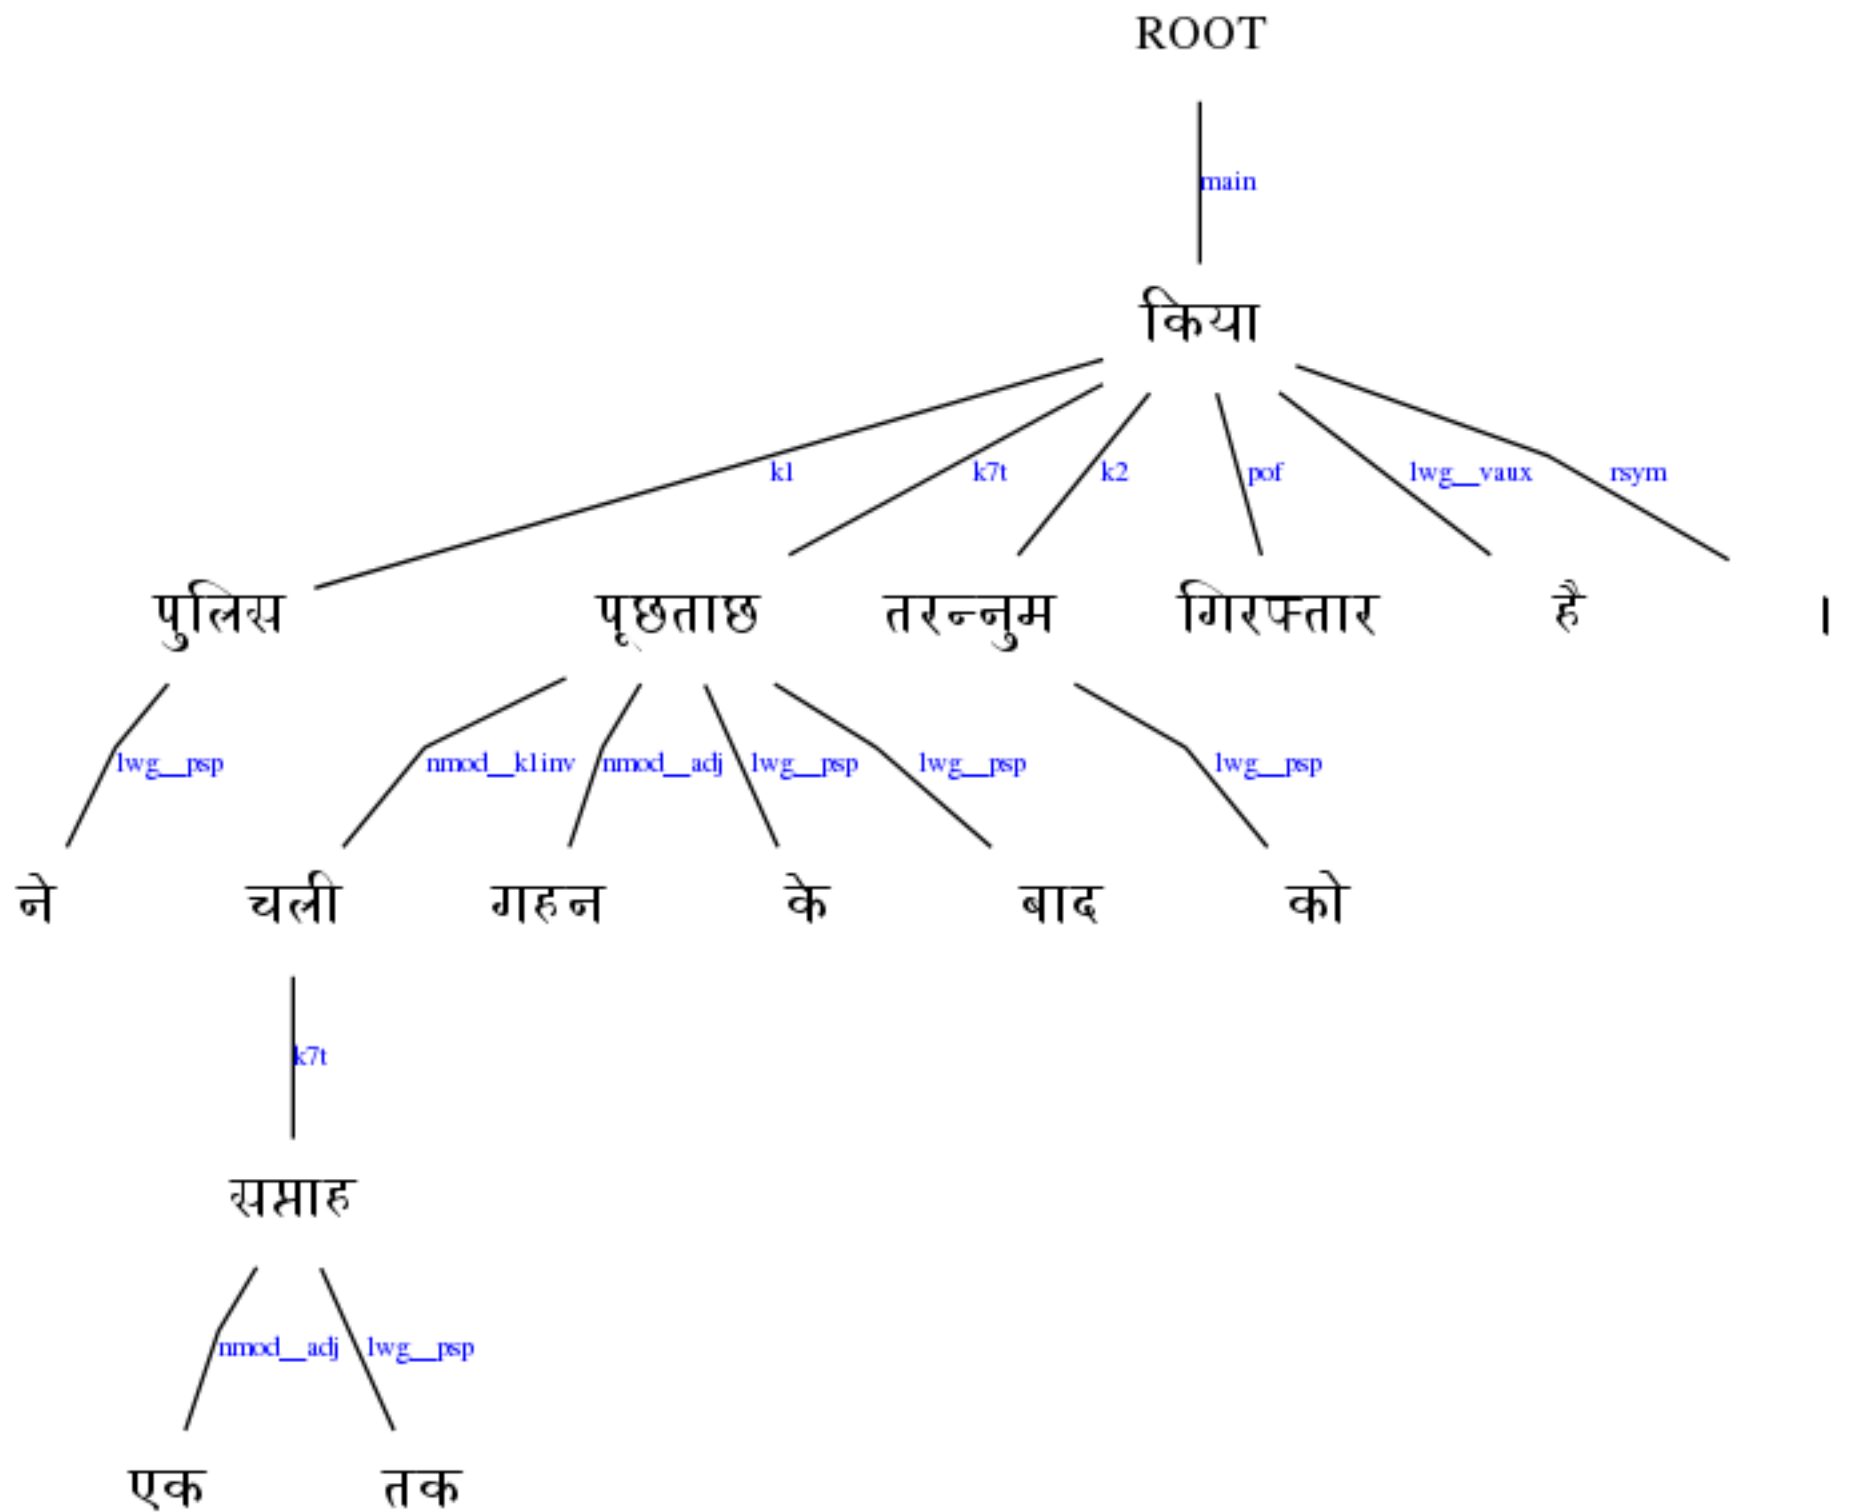 ROOT
main
किया
k1 k7t k2 pof lwg__vaux rsym
पुलिस पूछताछ तरन्नुम गिरफ्तार है ।
lwg__psp nmod__k1inv nmod__adj lwg__psp lwg__psp lwg__psp
ने चली गहन के बाद को
k7t
सप्ताह
nmod__adj lwg__psp
एक तक